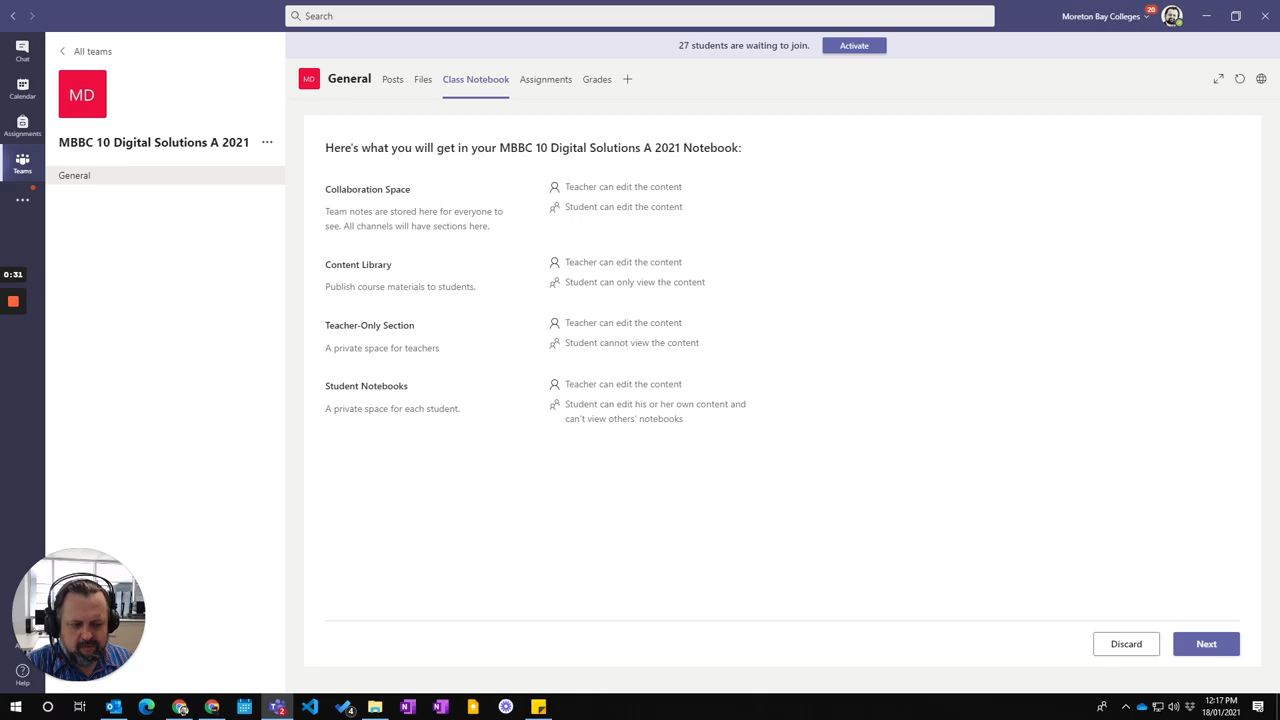 Search
Moreton Bay Colleges
20
Chat
Calendar
Assignments
Teams
Help
All teams
MD
MBBC 10 Digital Solutions A 2021
General
27 students are waiting to join.
Activate
MD
General
Posts
Files
Class Notebook
Assignments
Grades
Here's what you will get in your MBBC 10 Digital Solutions A 2021 Notebook:
Collaboration Space
Team notes are stored here for everyone to
see. All channels will have sections here.
Teacher can edit the content
Student can edit the content
Content Library
Publish course materials to students.
Teacher can edit the content
Student can only view the content
Teacher-Only Section
A private space for teachers
Teacher can edit the content
Student cannot view the content
Student Notebooks
A private space for each student.
Teacher can edit the content
Student can edit his or her own content and
can't view others' notebooks
0:31
Discard
Next
2
4
12:17 PM
18/01/2021